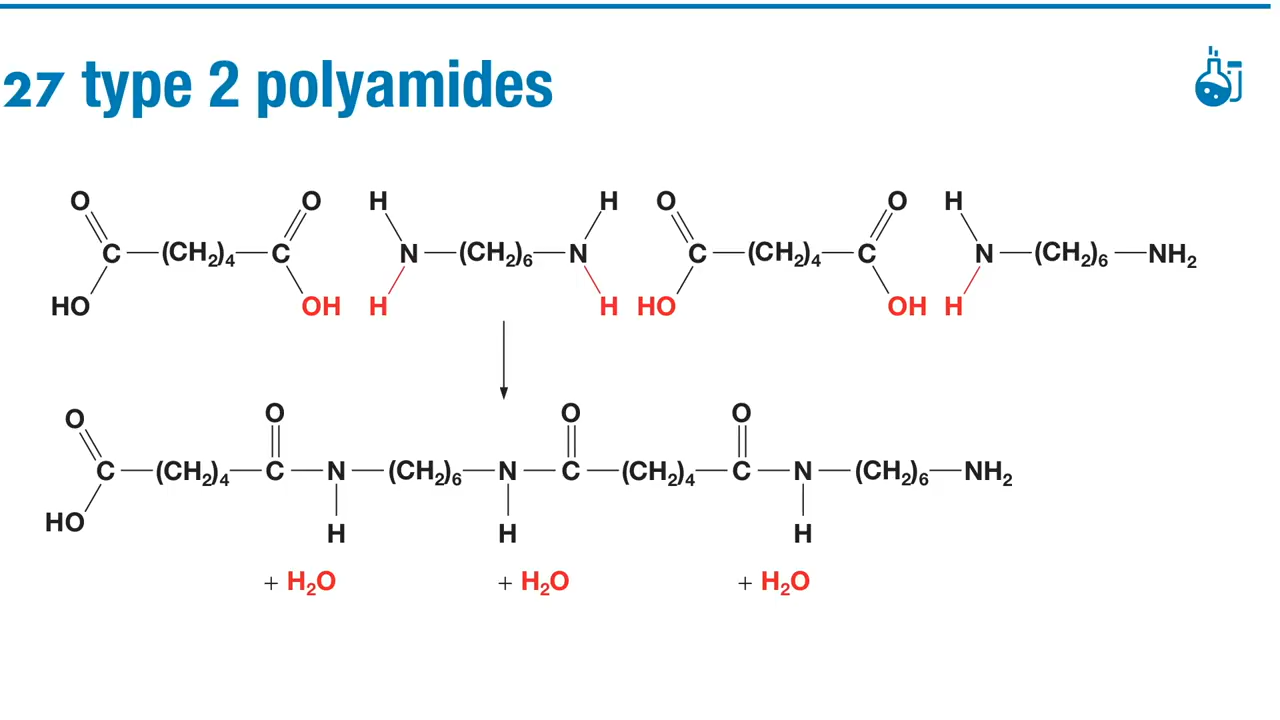 27 type 2 polyamides
O O H H O O H
C (CH₂)₄ C N (CH₂)₆ N C (CH₂)₄ C N (CH₂)₆ NH₂
HO OH H H HO OH H
O O O O
C (CH₂)₄ C N (CH₂)₆ N C (CH₂)₄ C N (CH₂)₆ NH₂
HO H H H
+ H₂O + H₂O + H₂O